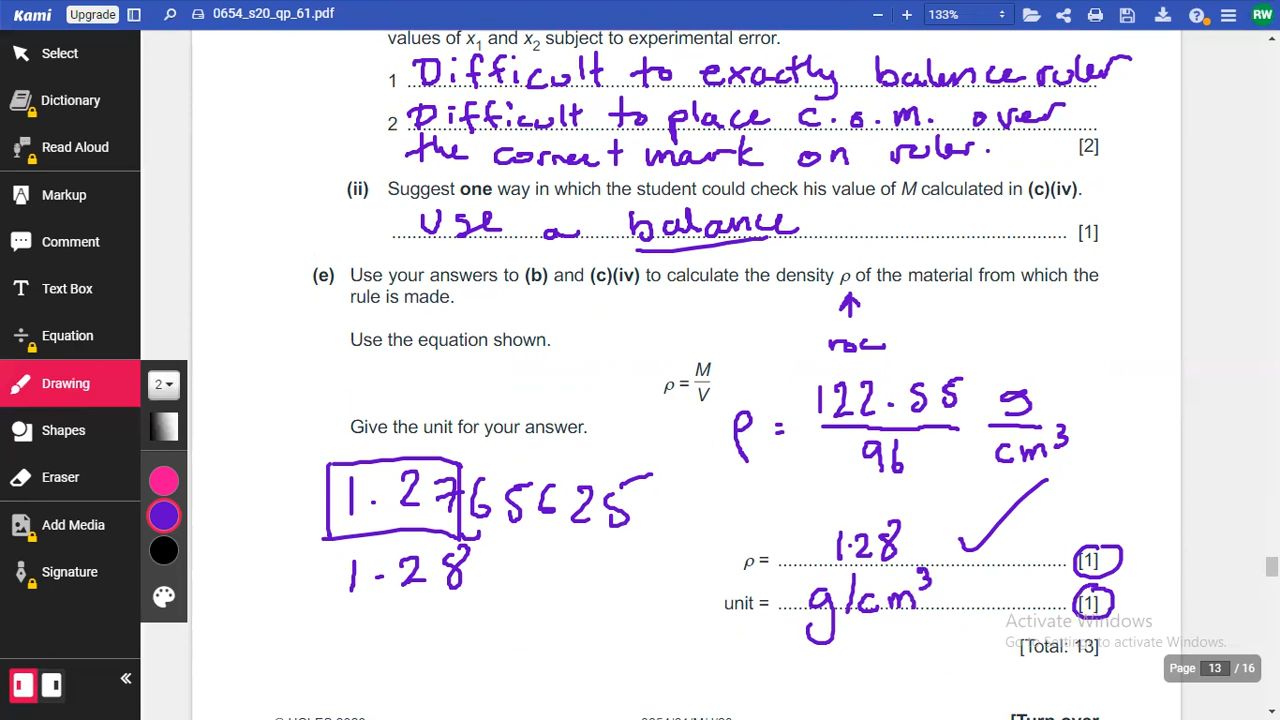 Kami Upgrade 0654_s20_qp_61.pdf 133% RW
Select
Dictionary
Read Aloud
Markup
Comment
Text Box
Equation
Drawing
Shapes
Eraser
Add Media
Signature
2
values of x₁ and x₂ subject to experimental error.
1 Difficult to exactly balance ruler
2 Difficult to place c.o.m. over
the correct mark on ruler. [2]
(ii) Suggest one way in which the student could check his value of M calculated in (c)(iv).
Use a balance [1]
(e) Use your answers to (b) and (c)(iv) to calculate the density ρ of the material from which the
rule is made.
Use the equation shown.
ρ = M/V
Give the unit for your answer.
ρ = 122.55/96 g/cm³
1.2765625
1.28
ρ = 1.28 [1]
unit = g/cm³ [1]
[Total: 13]
Activate Windows
Go to Settings to activate Windows.
Page 13 / 16
© UCLES 2020
[Turn over